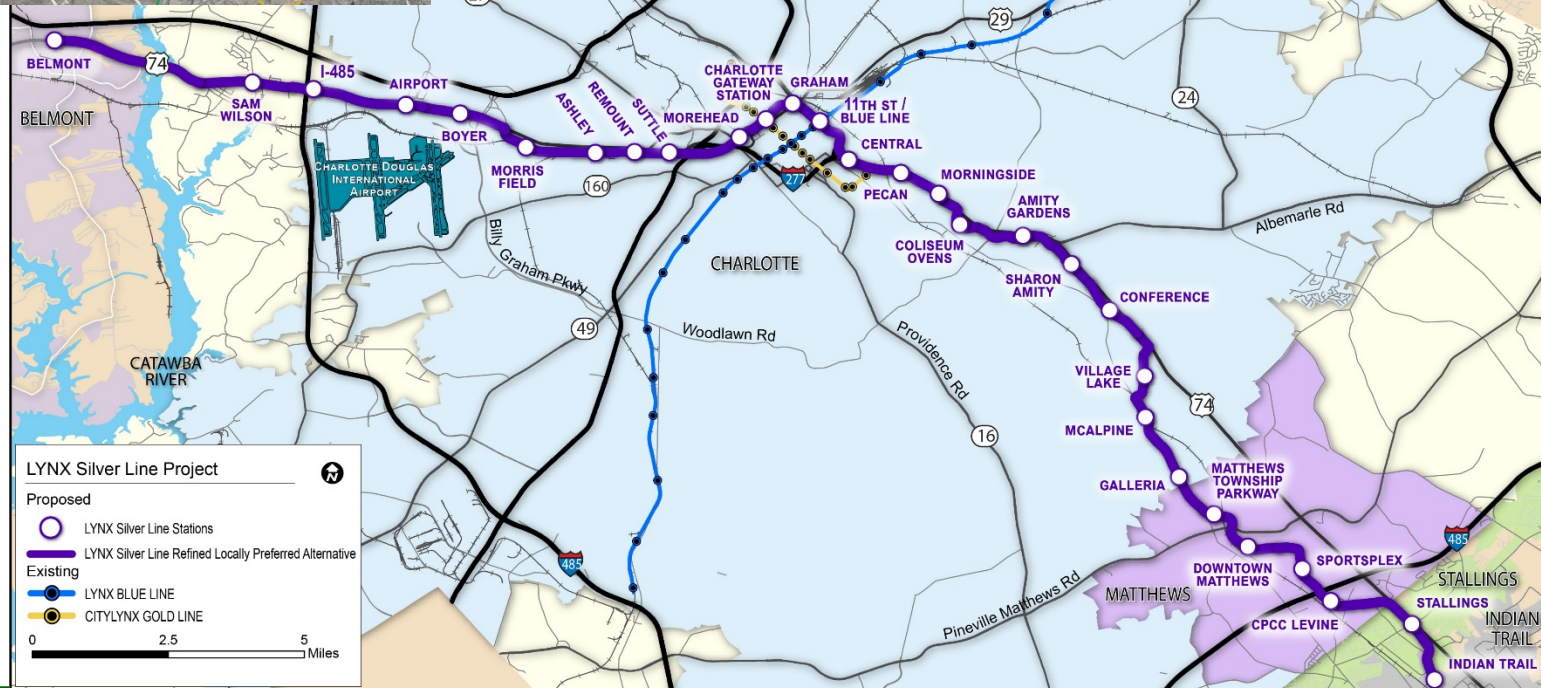 BELMONT
74
I-485
SAM
WILSON
AIRPORT
BOYER
MORRIS
FIELD
ASHLEY
REMOUNT
SUTTLE
MOREHEAD
CHARLOTTE
GATEWAY
STATION
GRAHAM
11TH ST /
BLUE LINE
CENTRAL
PECAN
MORNINGSIDE
COLISEUM
OVENS
AMITY
GARDENS
SHARON
AMITY
CONFERENCE
VILLAGE
LAKE
MCALPINE
GALLERIA
MATTHEWS
TOWNSHIP
PARKWAY
DOWNTOWN
MATTHEWS
SPORTSPLEX
CPCC LEVINE
STALLINGS
INDIAN TRAIL
BELMONT
CHARLOTTE DOUGLAS
INTERNATIONAL
AIRPORT
160
277
29
24
Albemarle Rd
Billy Graham Pkwy
CHARLOTTE
49
Woodlawn Rd
Providence Rd
74
16
CATAWBA
RIVER
485
Pineville Matthews Rd
MATTHEWS
485
STALLINGS
INDIAN
TRAIL
LYNX Silver Line Project
N
Proposed
LYNX Silver Line Stations
LYNX Silver Line Refined Locally Preferred Alternative
Existing
LYNX BLUE LINE
CITYLYNX GOLD LINE
0 2.5 5
Miles